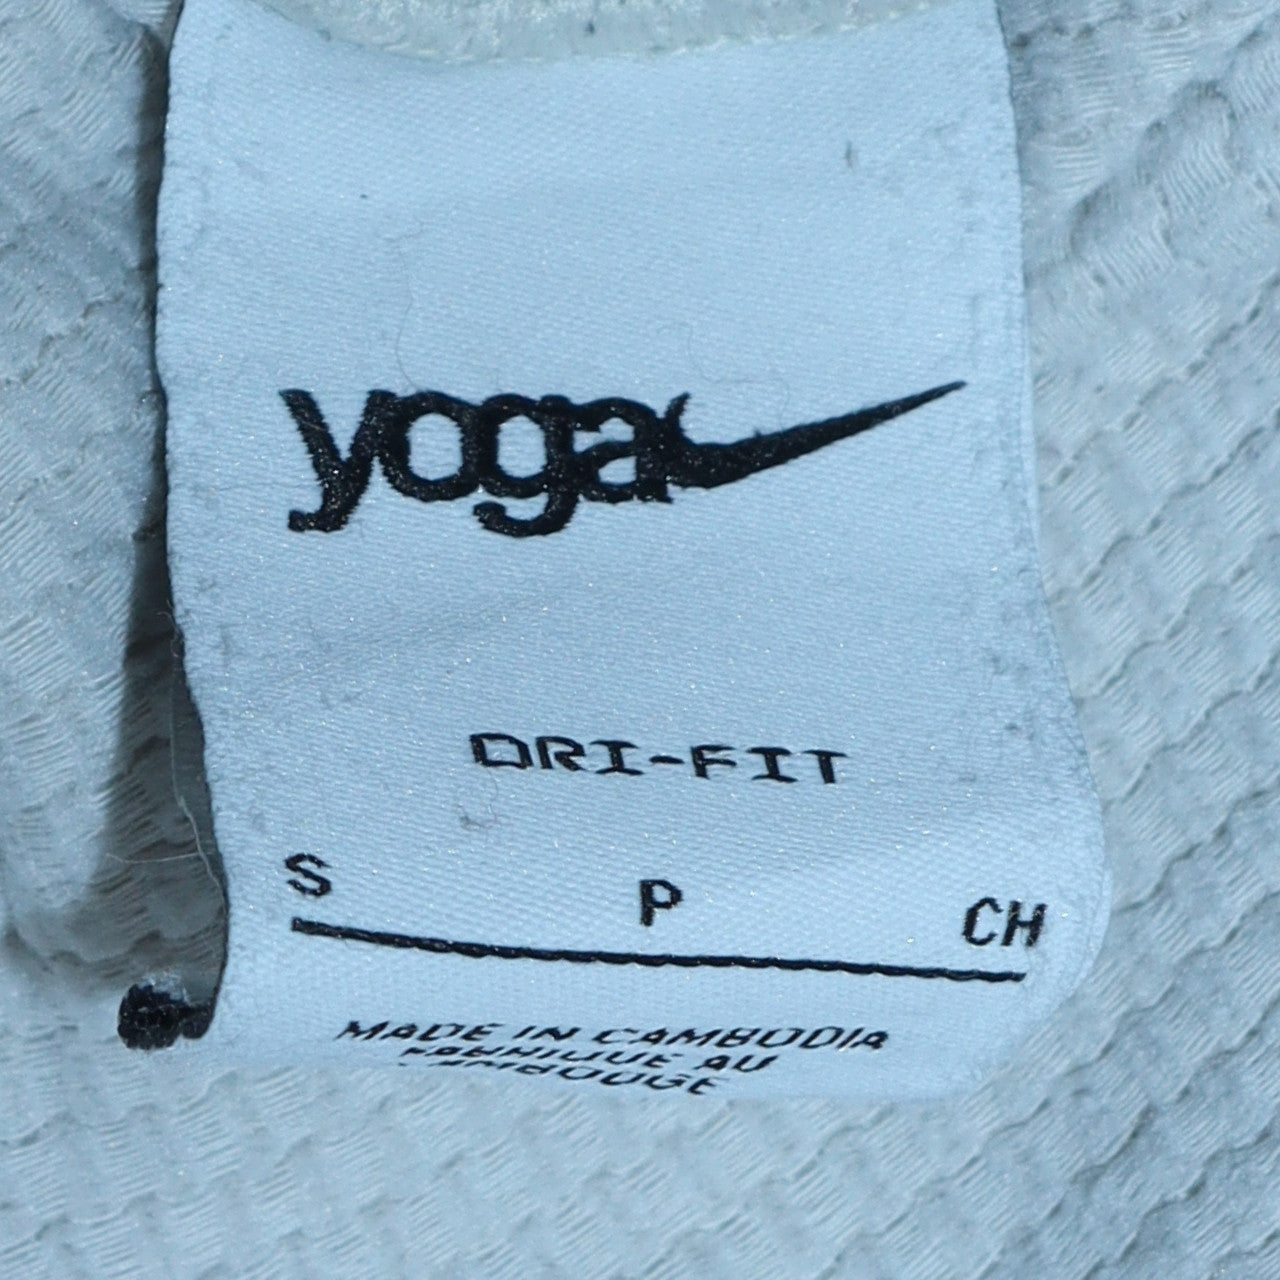 yoga
DRI-FIT
S P CH
MADE IN CAMBODIA
FABRIQUE AU
CAMBODGE